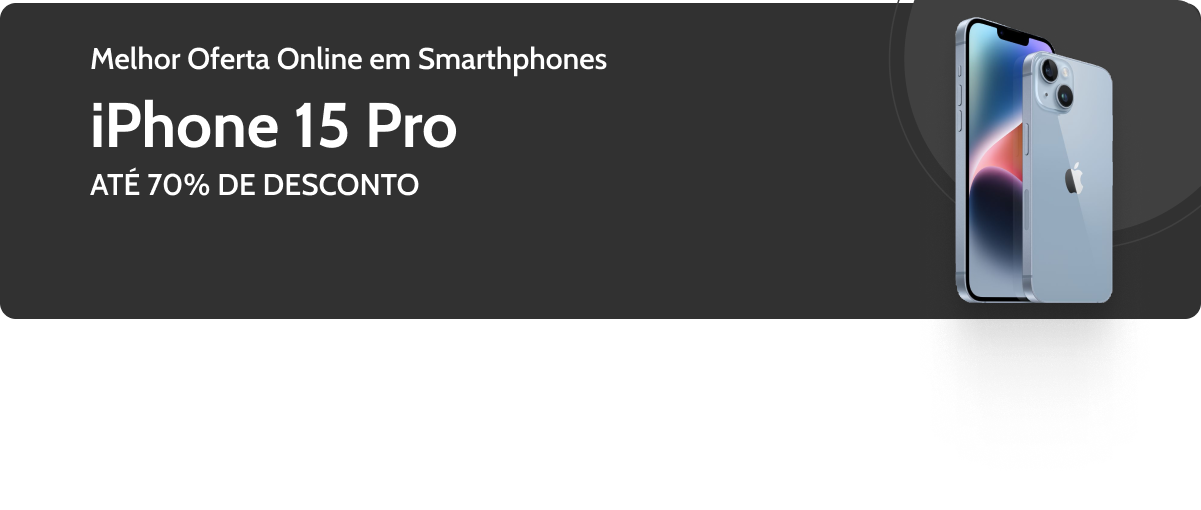 Melhor Oferta Online em Smarthphones
iPhone 15 Pro
ATÉ 70% DE DESCONTO